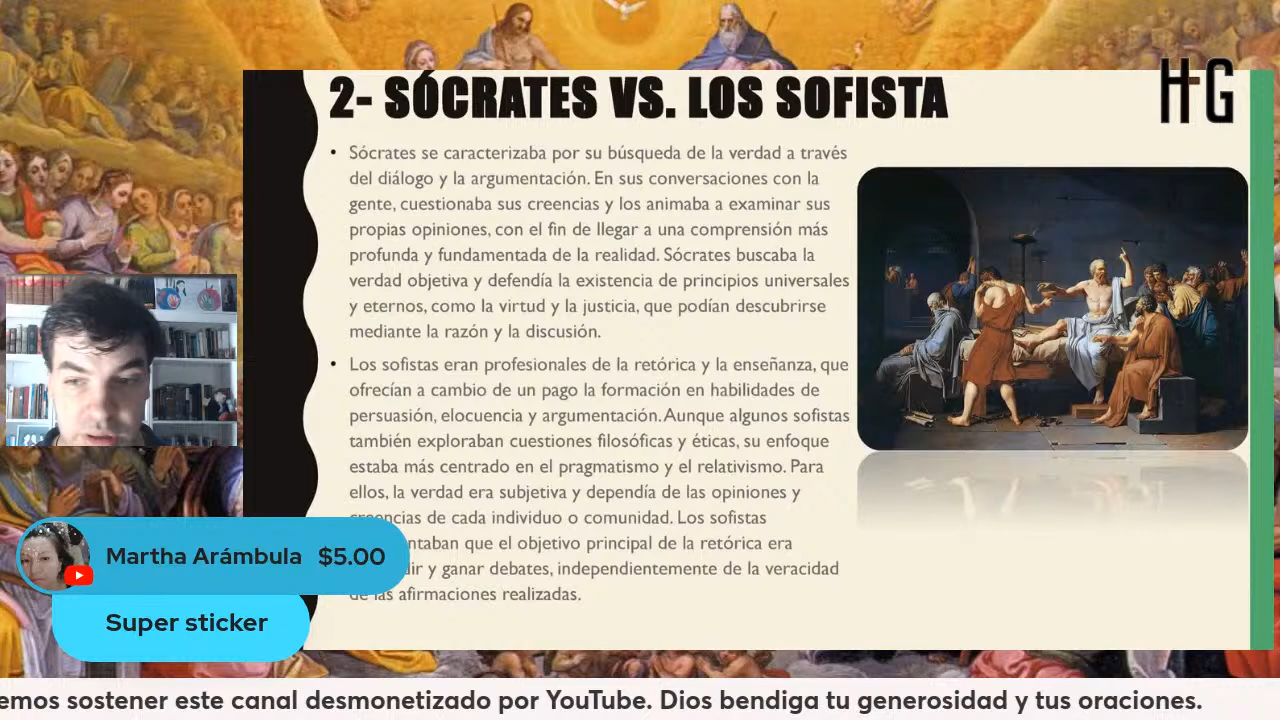 2- SÓCRATES VS. LOS SOFISTA
H+G
• Sócrates se caracterizaba por su búsqueda de la verdad a través
del diálogo y la argumentación. En sus conversaciones con la
gente, cuestionaba sus creencias y los animaba a examinar sus
propias opiniones, con el fin de llegar a una comprensión más
profunda y fundamentada de la realidad. Sócrates buscaba la
verdad objetiva y defendía la existencia de principios universales
y eternos, como la virtud y la justicia, que podían descubrirse
mediante la razón y la discusión.
• Los sofistas eran profesionales de la retórica y la enseñanza, que
ofrecían a cambio de un pago la formación en habilidades de
persuasión, elocuencia y argumentación. Aunque algunos sofistas
también exploraban cuestiones filosóficas y éticas, su enfoque
estaba más centrado en el pragmatismo y el relativismo. Para
ellos, la verdad era subjetiva y dependía de las opiniones y
creencias de cada individuo o comunidad. Los sofistas
que el objetivo principal de la retórica era
y ganar debates, independientemente de la veracidad
de las afirmaciones realizadas.
Martha Arámbula $5.00
Super sticker
emos sostener este canal desmonetizado por YouTube. Dios bendiga tu generosidad y tus oraciones.